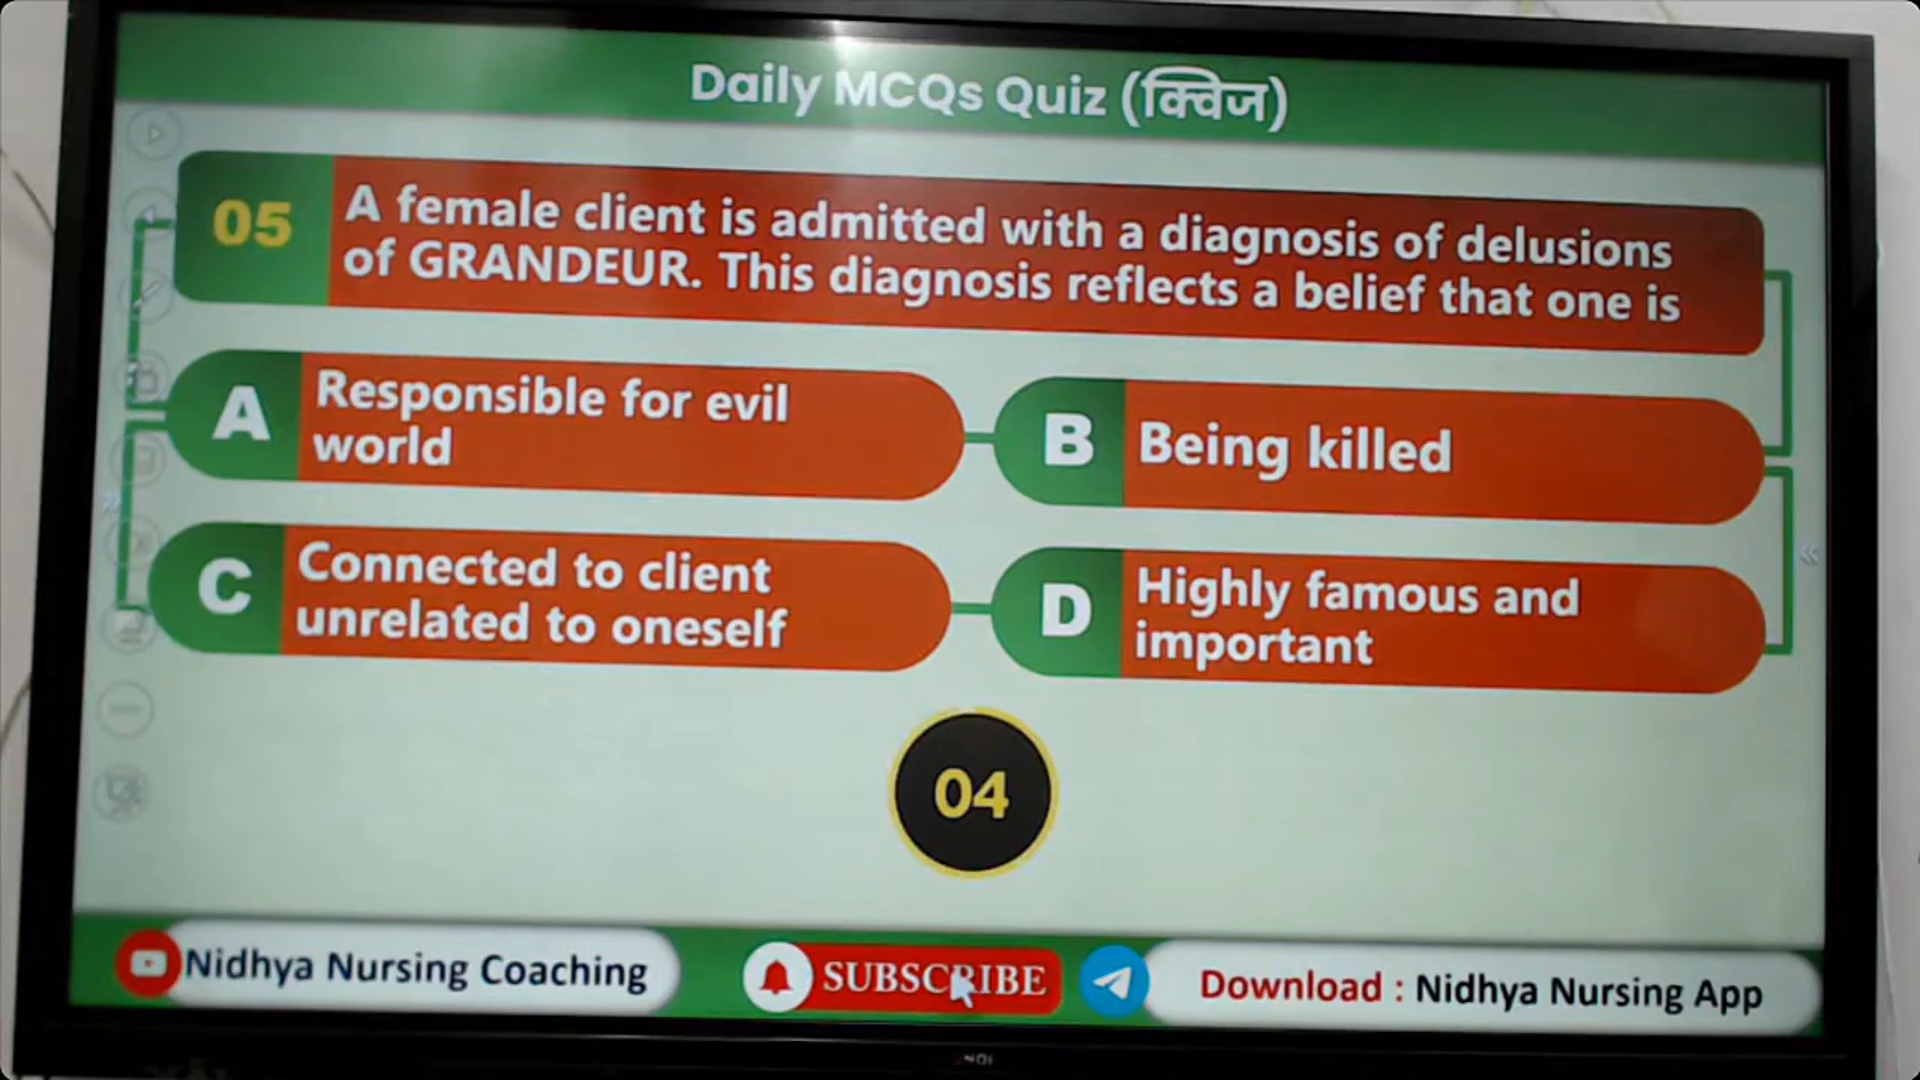 Daily MCQs Quiz (क्विज)
05
A female client is admitted with a diagnosis of delusions
of GRANDEUR. This diagnosis reflects a belief that one is
A
Responsible for evil
world
B
Being killed
C
Connected to client
unrelated to oneself
D
Highly famous and
important
04
Nidhya Nursing Coaching
SUBSCRIBE
Download : Nidhya Nursing App